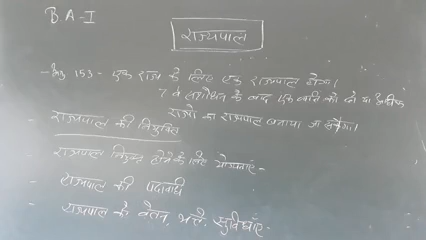 B.A-I
राज्यपाल
- अनु 153 - एक राज्य के लिए एक राज्यपाल होगा।
7 वें संशोधन के बाद एक व्यक्ति को दो या अधिक
राज्यों का राज्यपाल बनाया जा सकेगा।
- राज्यपाल की नियुक्ति
- राज्यपाल नियुक्त होने के लिए योग्यताएं -
- राज्यपाल की पदावधी
- राज्यपाल के वेतन, भत्ते, सुविधाएँ-